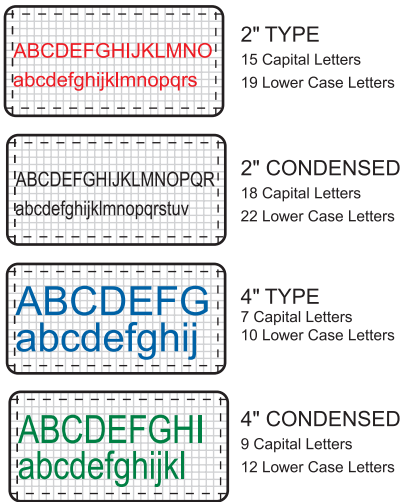 ABCDEFGHIJKLMNO
abcdefghijklmnopqrs
2" TYPE
15 Capital Letters
19 Lower Case Letters
ABCDEFGHIJKLMNOPQR
abcdefghijklmnopqrstuv
2" CONDENSED
18 Capital Letters
22 Lower Case Letters
ABCDEFG
abcdefghij
4" TYPE
7 Capital Letters
10 Lower Case Letters
ABCDEFGHI
abcdefghijkl
4" CONDENSED
9 Capital Letters
12 Lower Case Letters